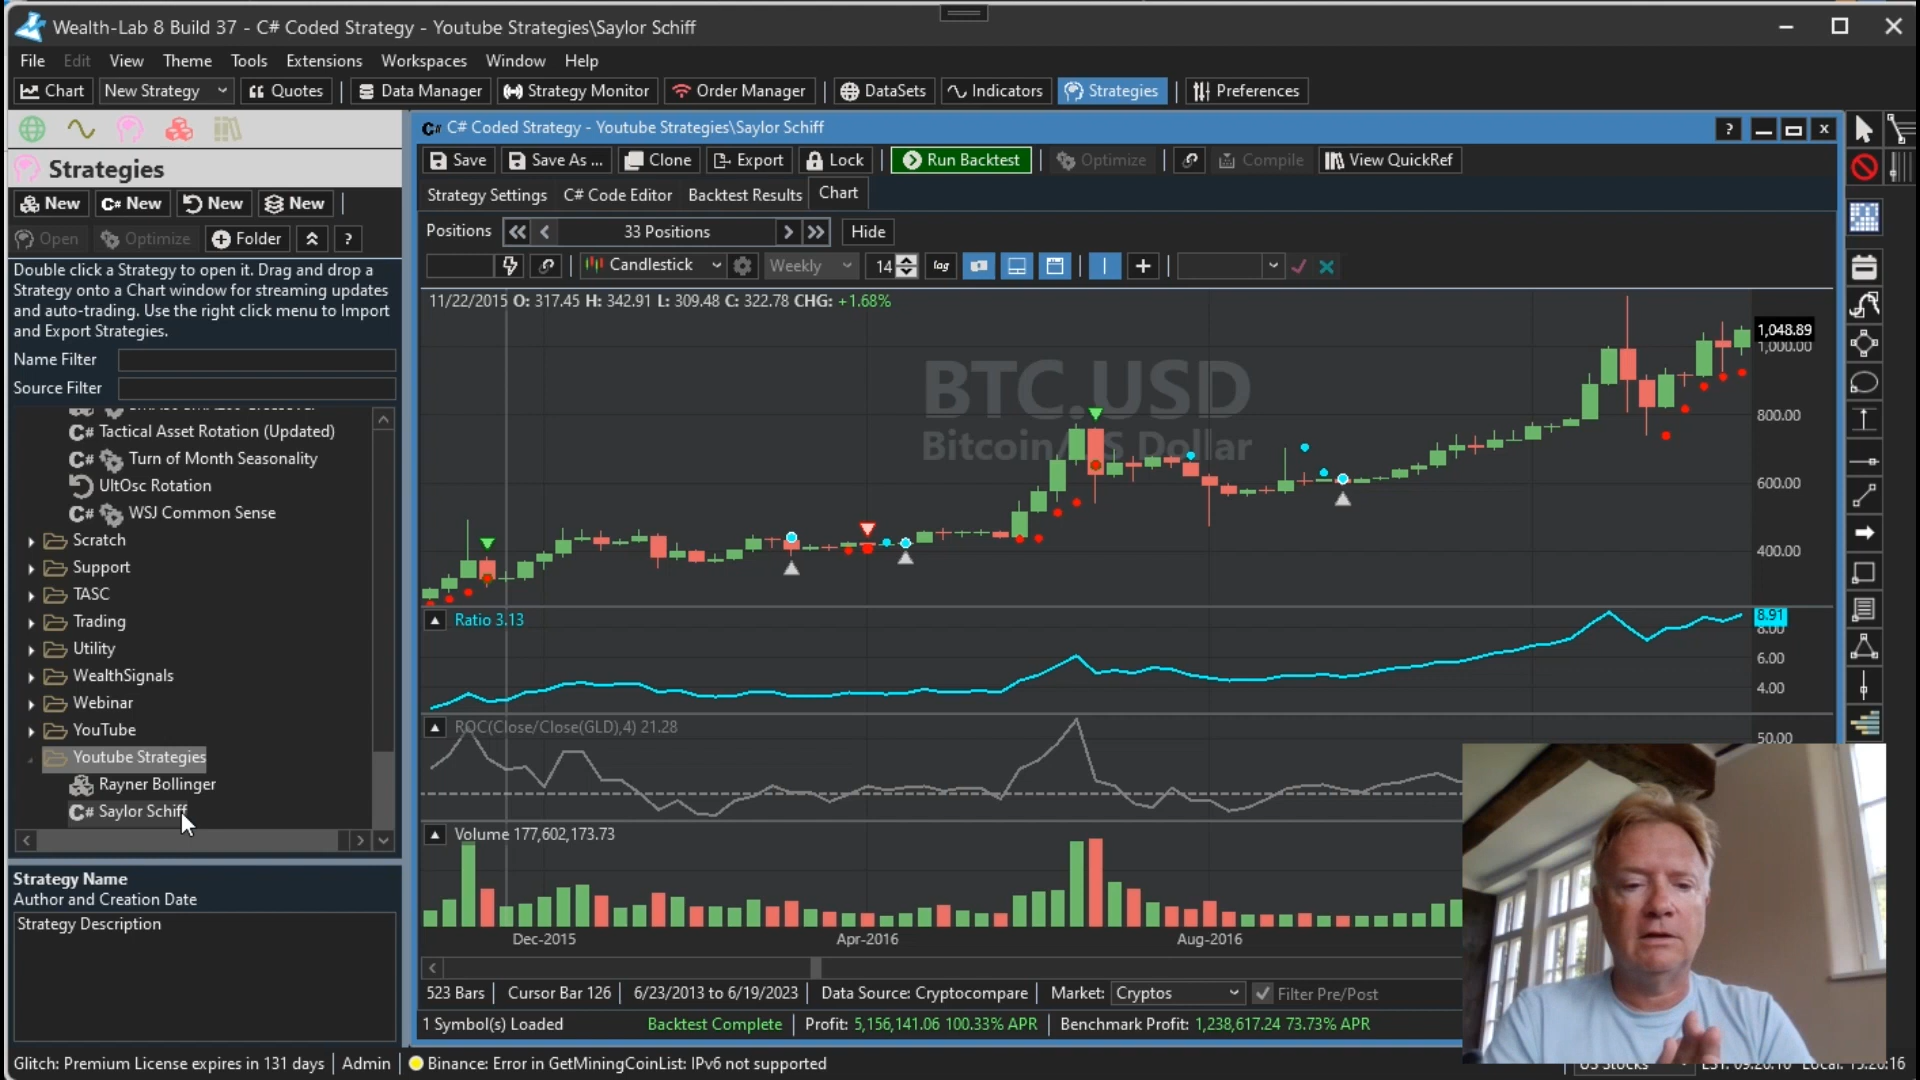 Wealth-Lab 8 Build 37 - C# Coded Strategy - Youtube Strategies\Saylor Schiff
File Edit View Theme Tools Extensions Workspaces Window Help
Chart New Strategy Quotes Data Manager Strategy Monitor Order Manager DataSets Indicators Strategies Preferences
C# C# Coded Strategy - Youtube Strategies\Saylor Schiff ?
Strategies
Save Save As ... Clone Export Lock Run Backtest Optimize Compile View QuickRef
New C# New New New
Strategy Settings C# Code Editor Backtest Results Chart
Open Optimize Folder ?
Positions 33 Positions Hide
Candlestick Weekly 14 log
Double click a Strategy to open it. Drag and drop a
Strategy onto a Chart window for streaming updates
and auto-trading. Use the right click menu to Import
and Export Strategies.
Name Filter
Source Filter
C# Tactical Asset Rotation (Updated)
C# Turn of Month Seasonality
UltOsc Rotation
C# WSJ Common Sense
Scratch
Support
TASC
Trading
Utility
WealthSignals
Webinar
YouTube
Youtube Strategies
Rayner Bollinger
C# Saylor Schiff
Strategy Name
Author and Creation Date
Strategy Description
11/22/2015 O: 317.45 H: 342.91 L: 309.48 C: 322.78 CHG: +1.68%
BTC.USD
Bitcoin/US Dollar
1,048.89
1,000.00
800.00
600.00
400.00
Ratio 3.13
8.91
8.00
6.00
4.00
ROC(Close/Close(GLD),4) 21.28
50.00
Volume 177,602,173.73
Dec-2015 Apr-2016 Aug-2016
523 Bars Cursor Bar 126 6/23/2013 to 6/19/2023 Data Source: Cryptocompare Market: Cryptos Filter Pre/Post
1 Symbol(s) Loaded Backtest Complete Profit: 5,156,141.06 100.33% APR Benchmark Profit: 1,238,617.24 73.73% APR
Glitch: Premium License expires in 131 days Admin Binance: Error in GetMiningCoinList: IPv6 not supported